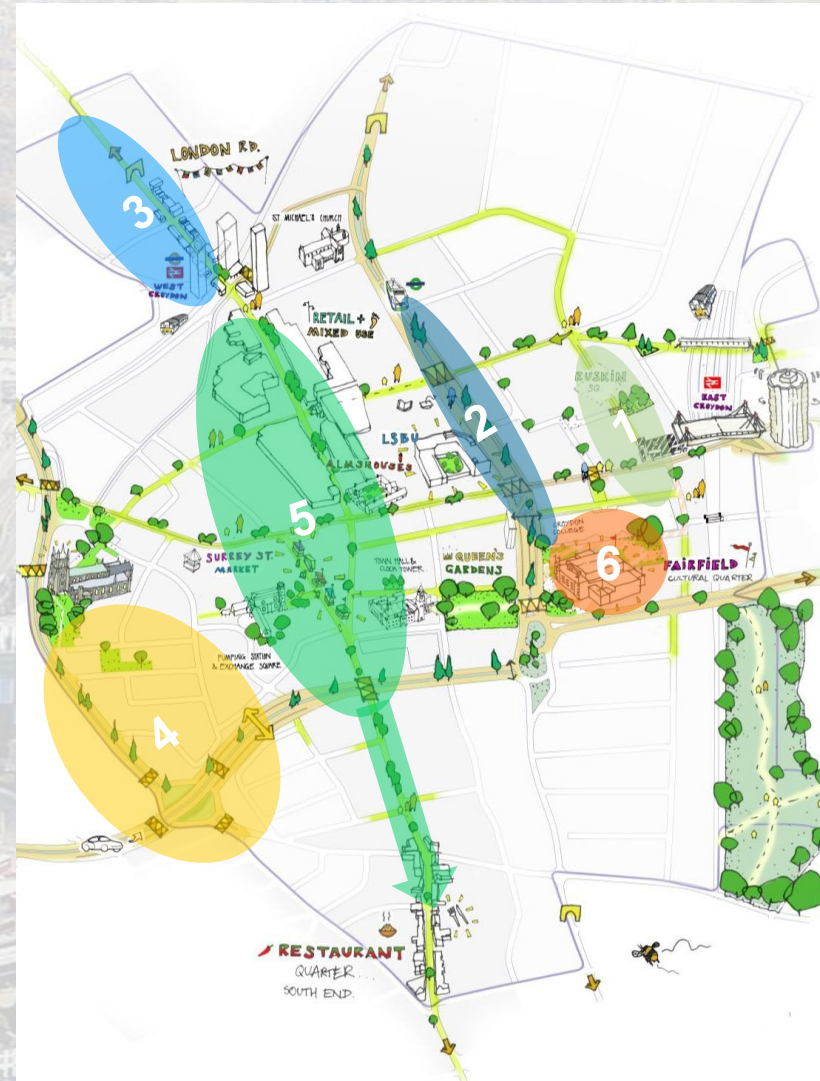 LONDON RD.
3
ST. MICHAEL'S CHURCH
WEST
CROYDON
RETAIL +
MIXED USE
RUSKIN
SQ.
EAST
CROYDON
1
2
LSBU
ALMSHOUSES
5
CROYDON
COLLEGE
SURREY ST.
MARKET
TOWN HALL &
CLOCK TOWER
QUEEN'S
GARDENS
6
FAIRFIELD
CULTURAL QUARTER
PUMPING STATION
& EXCHANGE SQUARE
4
RESTAURANT
QUARTER...
SOUTH END.